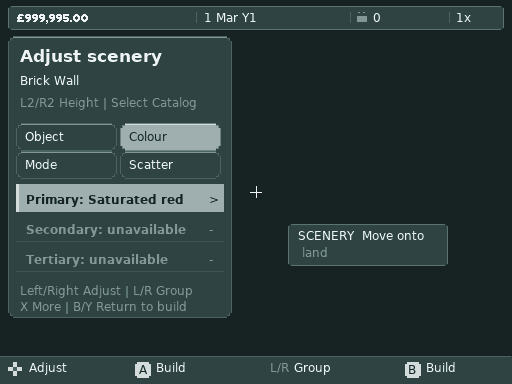 £999,995.00 1 Mar Y1 0 1x
Adjust scenery
Brick Wall
L2/R2 Height | Select Catalog
Object Colour
Mode Scatter
Primary: Saturated red >
Secondary: unavailable -
Tertiary: unavailable -
Left/Right Adjust | L/R Group
X More | B/Y Return to build
SCENERY Move onto
land
Adjust A Build L/R Group B Build